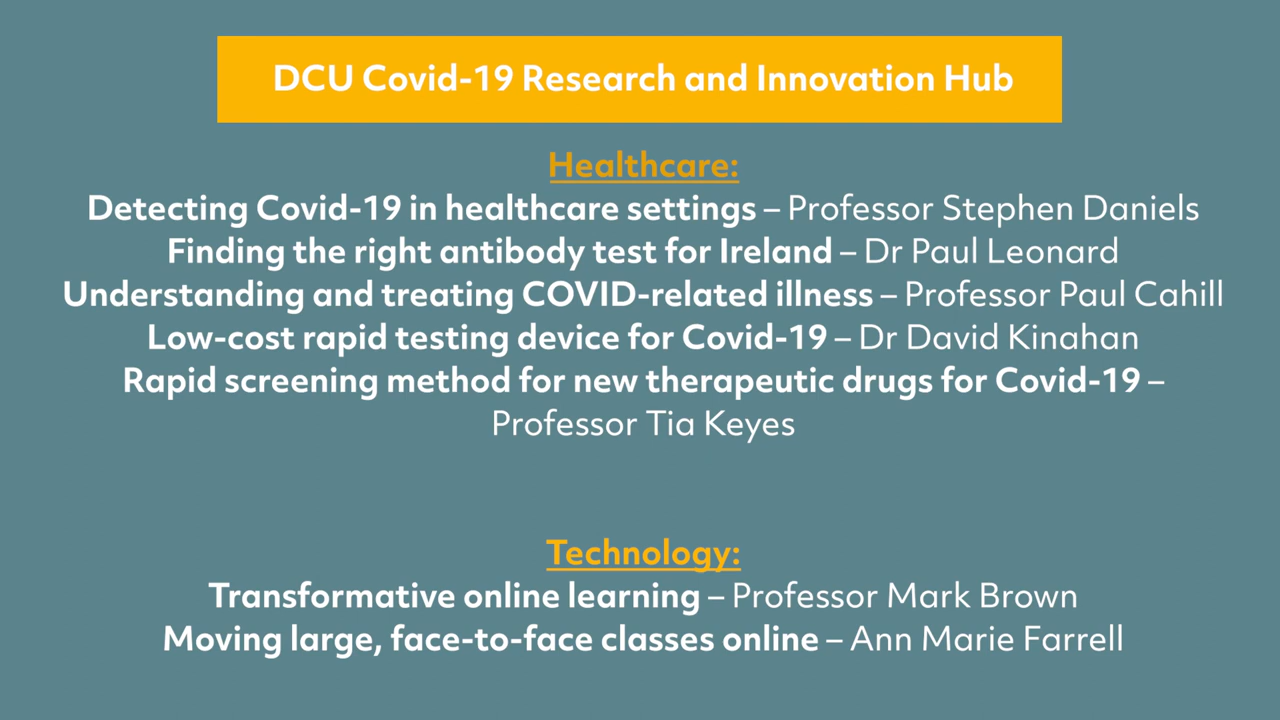 DCU Covid-19 Research and Innovation Hub
Healthcare:
Detecting Covid-19 in healthcare settings – Professor Stephen Daniels
Finding the right antibody test for Ireland – Dr Paul Leonard
Understanding and treating COVID-related illness – Professor Paul Cahill
Low-cost rapid testing device for Covid-19 – Dr David Kinahan
Rapid screening method for new therapeutic drugs for Covid-19 –
Professor Tia Keyes
Technology:
Transformative online learning – Professor Mark Brown
Moving large, face-to-face classes online – Ann Marie Farrell